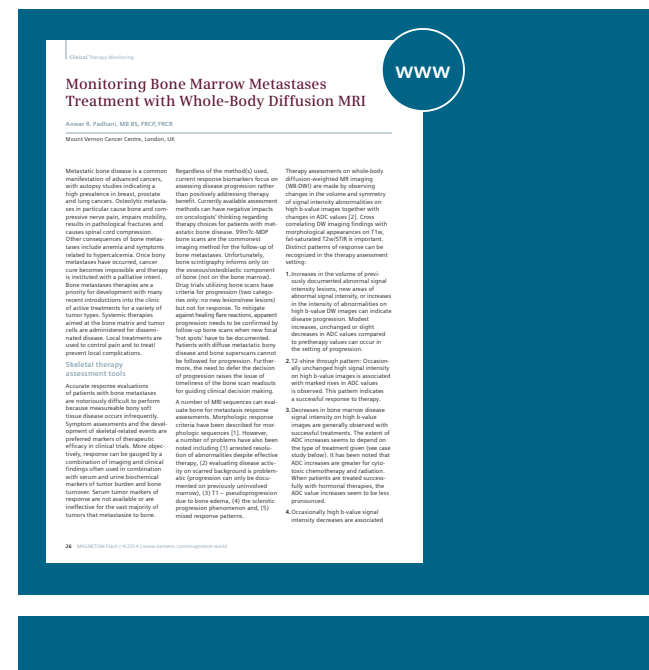 Clinical Therapy Monitoring
www
Monitoring Bone Marrow Metastases
Treatment with Whole-Body Diffusion MRI
Anwar R. Padhani, MB BS, FRCP, FRCR
Mount Vernon Cancer Centre, London, UK
Metastatic bone disease is a common
manifestation of advanced cancers,
with autopsy studies indicating a
high prevalence in breast, prostate
and lung cancers. Osteolytic metasta-
ses in particular cause bone and com-
pressive nerve pain, impairs mobility,
results in pathological fractures and
causes spinal cord compression.
Other consequences of bone metas-
tases include anemia and symptoms
related to hypercalcemia. Once bony
metastases have occurred, cancer
cure becomes impossible and therapy
is instituted with a palliative intent.
Bone metastases therapies are a
priority for development with many
recent introductions into the clinic
of active treatments for a variety of
tumor types. Systemic therapies
aimed at the bone matrix and tumor
cells are administered for dissemi-
nated disease. Local treatments are
used to control pain and to treat/
prevent local complications.
Skeletal therapy
assessment tools
Accurate response evaluations
of patients with bone metastases
are notoriously difficult to perform
because measureable bony soft
tissue disease occurs infrequently.
Symptom assessments and the devel-
opment of skeletal-related events are
preferred markers of therapeutic
efficacy in clinical trials. More objec-
tively, response can be gauged by a
combination of imaging and clinical
findings often used in combination
with serum and urine biochemical
markers of tumor burden and bone
turnover. Serum tumor markers of
response are not available or are
ineffective for the vast majority of
tumors that metastasize to bone.
Regardless of the method(s) used,
current response biomarkers focus on
assessing disease progression rather
than positively addressing therapy
benefit. Currently available assessment
methods can have negative impacts
on oncologists' thinking regarding
therapy choices for patients with met-
astatic bone disease. 99mTc-MDP
bone scans are the commonest
imaging method for the follow-up of
bone metastases. Unfortunately,
bone scintigraphy informs only on
the osseous/osteoblastic component
of bone (not on the bone marrow).
Drug trials utilizing bone scans have
criteria for progression (two catego-
ries only: no new lesions/new lesions)
but not for response. To mitigate
against healing flare reactions, apparent
progression needs to be confirmed by
follow-up bone scans when new focal
'hot spots' have to be documented.
Patients with diffuse metastatic bony
disease and bone superscans cannot
be followed for progression. Further-
more, the need to defer the decision
of progression raises the issue of
timeliness of the bone scan readouts
for guiding clinical decision making.
A number of MRI sequences can eval-
uate bone for metastasis response
assessments. Morphologic response
criteria have been described for mor-
phologic sequences [1]. However,
a number of problems have also been
noted including (1) arrested resolu-
tion of abnormalities despite effective
therapy, (2) evaluating disease activ-
ity on scarred background is problem-
atic (progression can only be docu-
mented on previously uninvolved
marrow), (3) T1 – pseudoprogression
due to bone edema, (4) the sclerotic
progression phenomenon and, (5)
mixed response patterns.
Therapy assessments on whole-body
diffusion-weighted MR imaging
(WB-DWI) are made by observing
changes in the volume and symmetry
of signal intensity abnormalities on
high b-value images together with
changes in ADC values [2]. Cross
correlating DW imaging findings with
morphological appearances on T1w,
fat-saturated T2w/STIR is important.
Distinct patterns of response can be
recognized in the therapy assessment
setting:
1. Increases in the volume of previ-
ously documented abnormal signal
intensity lesions, new areas of
abnormal signal intensity, or increases
in the intensity of abnormalities on
high b-value DW images can indicate
disease progression. Modest
increases, unchanged or slight
decreases in ADC values compared
to pretherapy values can occur in
the setting of progression.
2. T2-shine through pattern: Occasion-
ally unchanged high signal intensity
on high b-value images is associated
with marked rises in ADC values
is observed. This pattern indicates
a successful response to therapy.
3. Decreases in bone marrow disease
signal intensity on high b-value
images are generally observed with
successful treatments. The extent of
ADC increases seem to depend on
the type of treatment given (see case
study below). It has been noted that
ADC increases are greater for cyto-
toxic chemotherapy and radiation.
When patients are treated success-
fully with hormonal therapies, the
ADC value increases seem to be less
pronounced.
4. Occasionally high b-value signal
intensity decreases are associated
26 MAGNETOM Flash | 4/2014 | www.siemens.com/magnetom-world